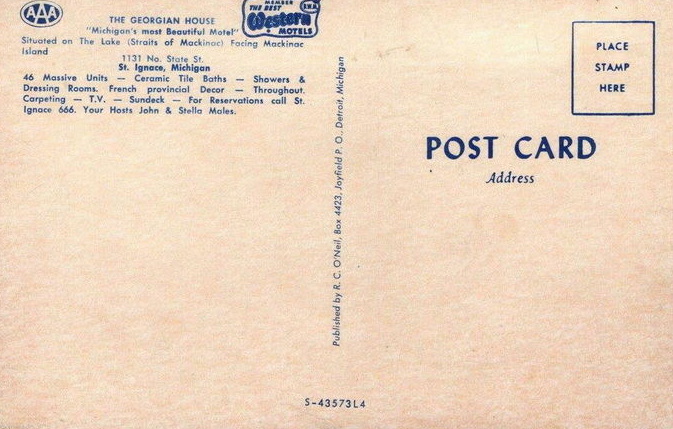 AAA
THE GEORGIAN HOUSE
"Michigan's most Beautiful Motel"
Situated on The Lake (Straits of Mackinac) Facing Mackinac
Island
1131 No. State St.
St. Ignace, Michigan
46 Massive Units — Ceramic Tile Baths — Showers &
Dressing Rooms. French provincial Decor — Throughout.
Carpeting — T.V. — Sundeck — For Reservations call St.
Ignace 666. Your Hosts John & Stella Males.
MEMBER
THE BEST
Western
MOTELS
Published by R. C. O'Neil, Box 4423, Joyfield P. O., Detroit, Michigan
PLACE
STAMP
HERE
POST CARD
Address
S-43573L4